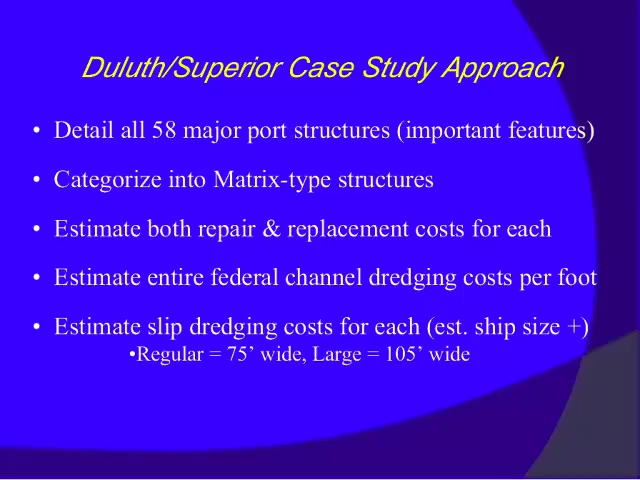 Duluth/Superior Case Study Approach
• Detail all 58 major port structures (important features)
• Categorize into Matrix-type structures
• Estimate both repair & replacement costs for each
• Estimate entire federal channel dredging costs per foot
• Estimate slip dredging costs for each (est. ship size +)
•Regular = 75’ wide, Large = 105’ wide